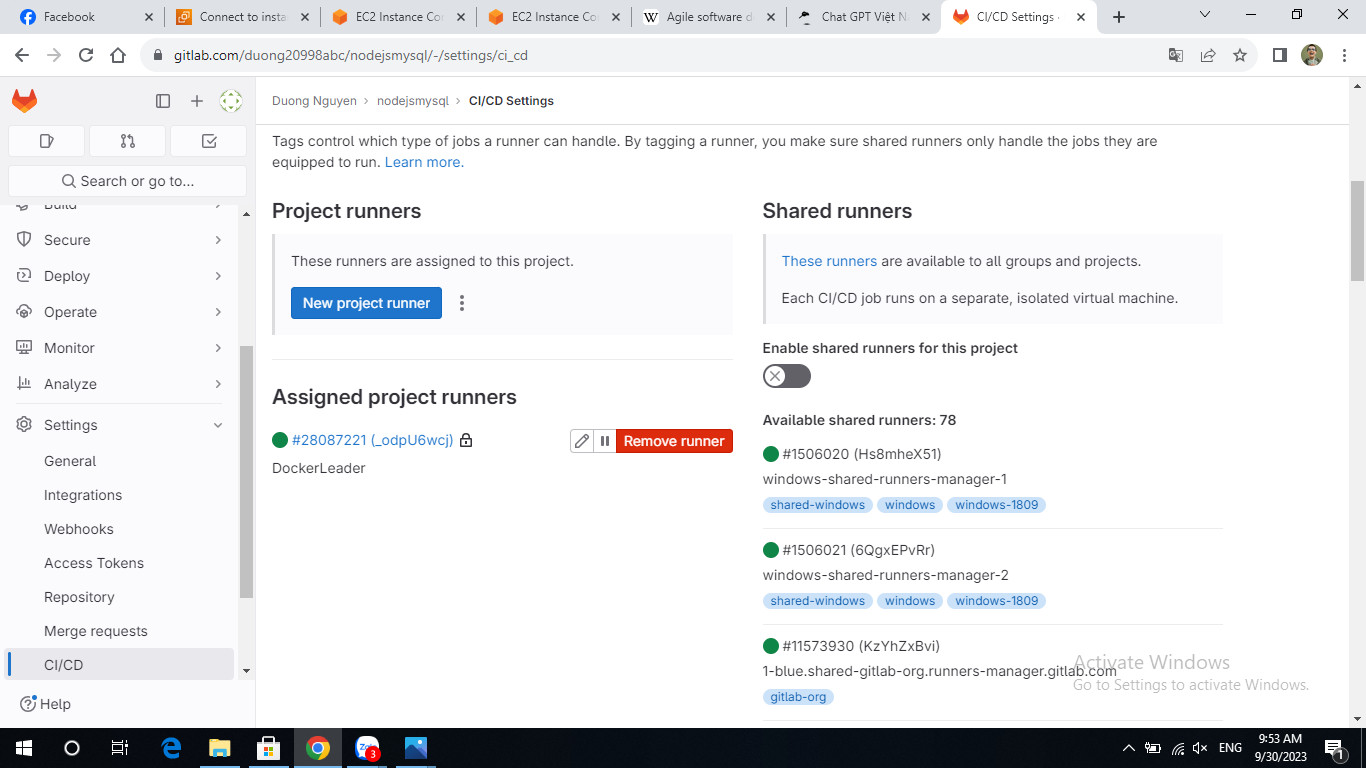 Facebook
Connect to insta
EC2 Instance Co
EC2 Instance Co
Agile software d
Chat GPT Việt N
CI/CD Settings
gitlab.com/duong20998abc/nodejsmysql/-/settings/ci_cd
Duong Nguyen > nodejsmysql > CI/CD Settings
Search or go to...
Build
Secure
Deploy
Operate
Monitor
Analyze
Settings
General
Integrations
Webhooks
Access Tokens
Repository
Merge requests
CI/CD
Help
Tags control which type of jobs a runner can handle. By tagging a runner, you make sure shared runners only handle the jobs they are
equipped to run. Learn more.
Project runners
These runners are assigned to this project.
New project runner
Assigned project runners
#28087221 (_odpU6wcj)
Remove runner
DockerLeader
Shared runners
These runners are available to all groups and projects.
Each CI/CD job runs on a separate, isolated virtual machine.
Enable shared runners for this project
Available shared runners: 78
#1506020 (Hs8mheX51)
windows-shared-runners-manager-1
shared-windows windows windows-1809
#1506021 (6QgxEPvRr)
windows-shared-runners-manager-2
shared-windows windows windows-1809
#11573930 (KzYhZxBvi)
1-blue.shared-gitlab-org.runners-manager.gitlab.com
gitlab-org
Activate Windows
Go to Settings to activate Windows.
Zalo
3
ENG
9:53 AM
9/30/2023
1